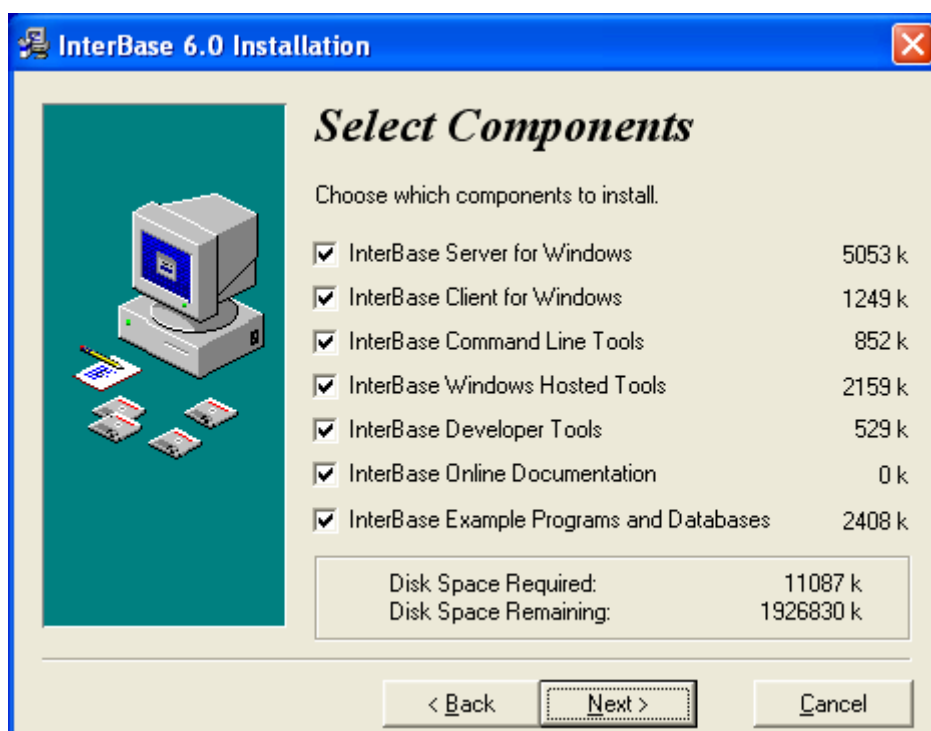 InterBase 6.0 Installation
Select Components
Choose which components to install.
InterBase Server for Windows 5053 k
InterBase Client for Windows 1249 k
InterBase Command Line Tools 852 k
InterBase Windows Hosted Tools 2159 k
InterBase Developer Tools 529 k
InterBase Online Documentation 0 k
InterBase Example Programs and Databases 2408 k
Disk Space Required: 11087 k
Disk Space Remaining: 1926830 k
< Back Next > Cancel